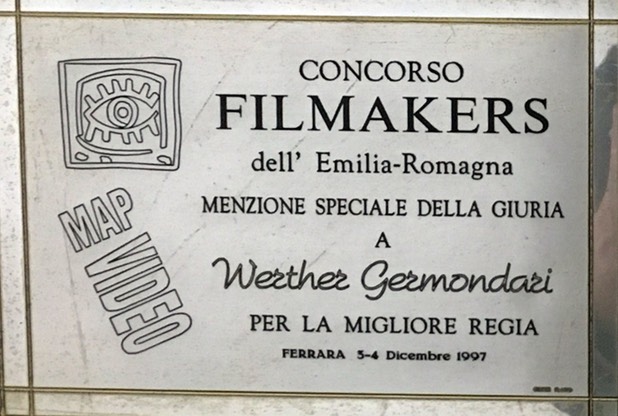 CONCORSO
FILMAKERS
dell' Emilia-Romagna
MENZIONE SPECIALE DELLA GIURIA
A
Werther Germondari
PER LA MIGLIORE REGIA
FERRARA 3-4 Dicembre 1997
MAP
VIDEO